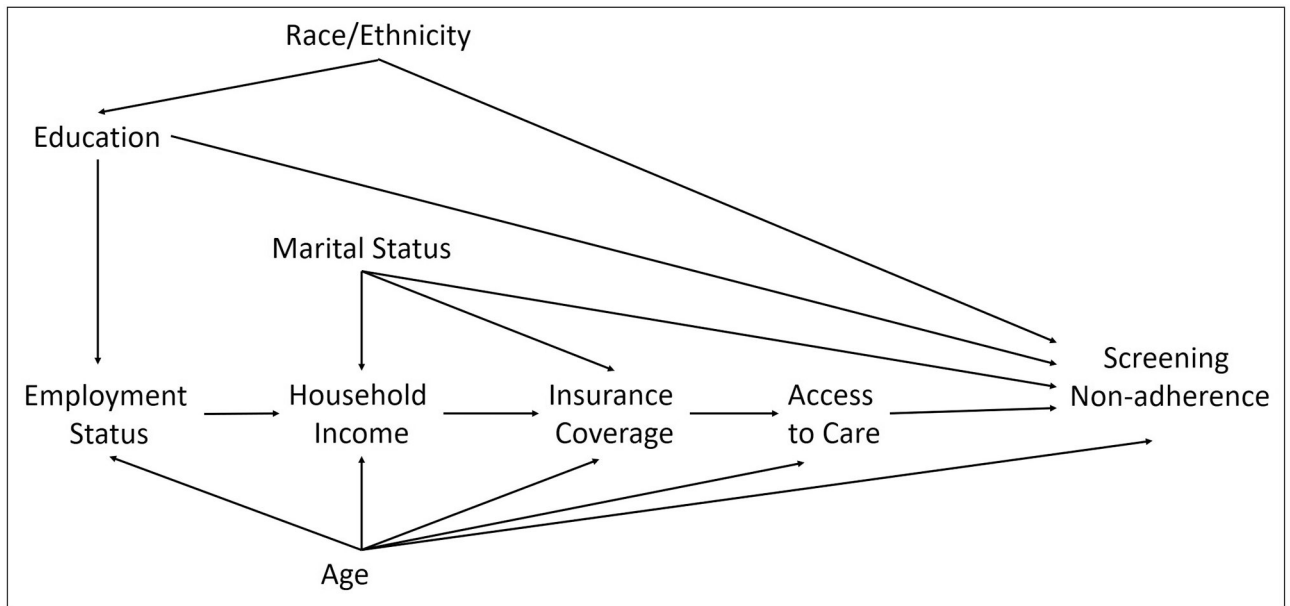 Race/Ethnicity
Education
Marital Status
Employment
Status
Household
Income
Insurance
Coverage
Access
to Care
Screening
Non-adherence
Age